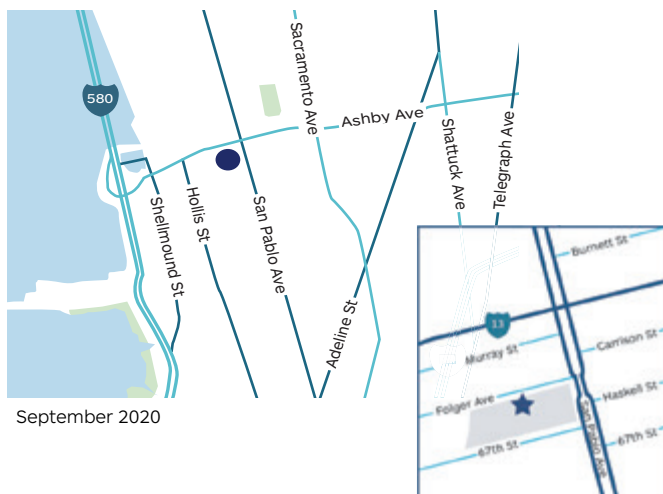 580
Sacramento Ave
Ashby Ave
Shattuck Ave
Telegraph Ave
Shellmound St
Hollis St
San Pablo Ave
Adeline St
September 2020
Burnett St
13
Murray St
Carrison St
Folger Ave
Haskell St
San Pablo Ave
67th St
67th St